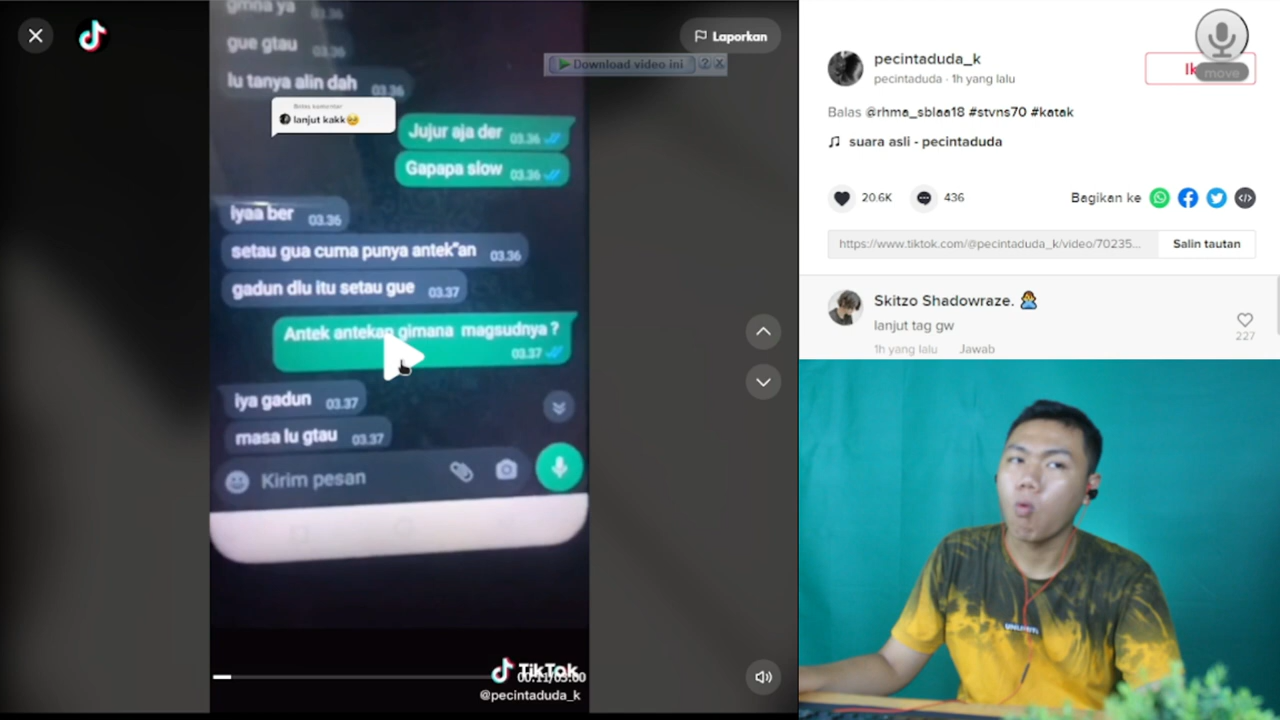 gmna ya 03.36
gue gtau 03.36
lu tanya alin dah 03.36
Balas komentar
lanjut kakk🥺
Jujur aja der 03.36
Gapapa slow 03.36
iyaa ber 03.36
setau gua cuma punya antek"an 03.36
gadun dlu itu setau gue 03.37
Antek antekan gimana magsudnya ?
03.37
iya gadun 03.37
masa lu gtau 03.37
Kirim pesan
TikTok
00:11/03:00
@pecintaduda_k
Laporkan
Download video ini ? X
pecintaduda_k
pecintaduda · 1h yang lalu
Ik
move
Balas @rhma_sblaa18 #stvns70 #katak
suara asli - pecintaduda
20.6K
436
Bagikan ke
https://www.tiktok.com/@pecintaduda_k/video/70235...
Salin tautan
Skitzo Shadowraze. 🙅‍♂️
lanjut tag gw
227
1h yang lalu Jawab